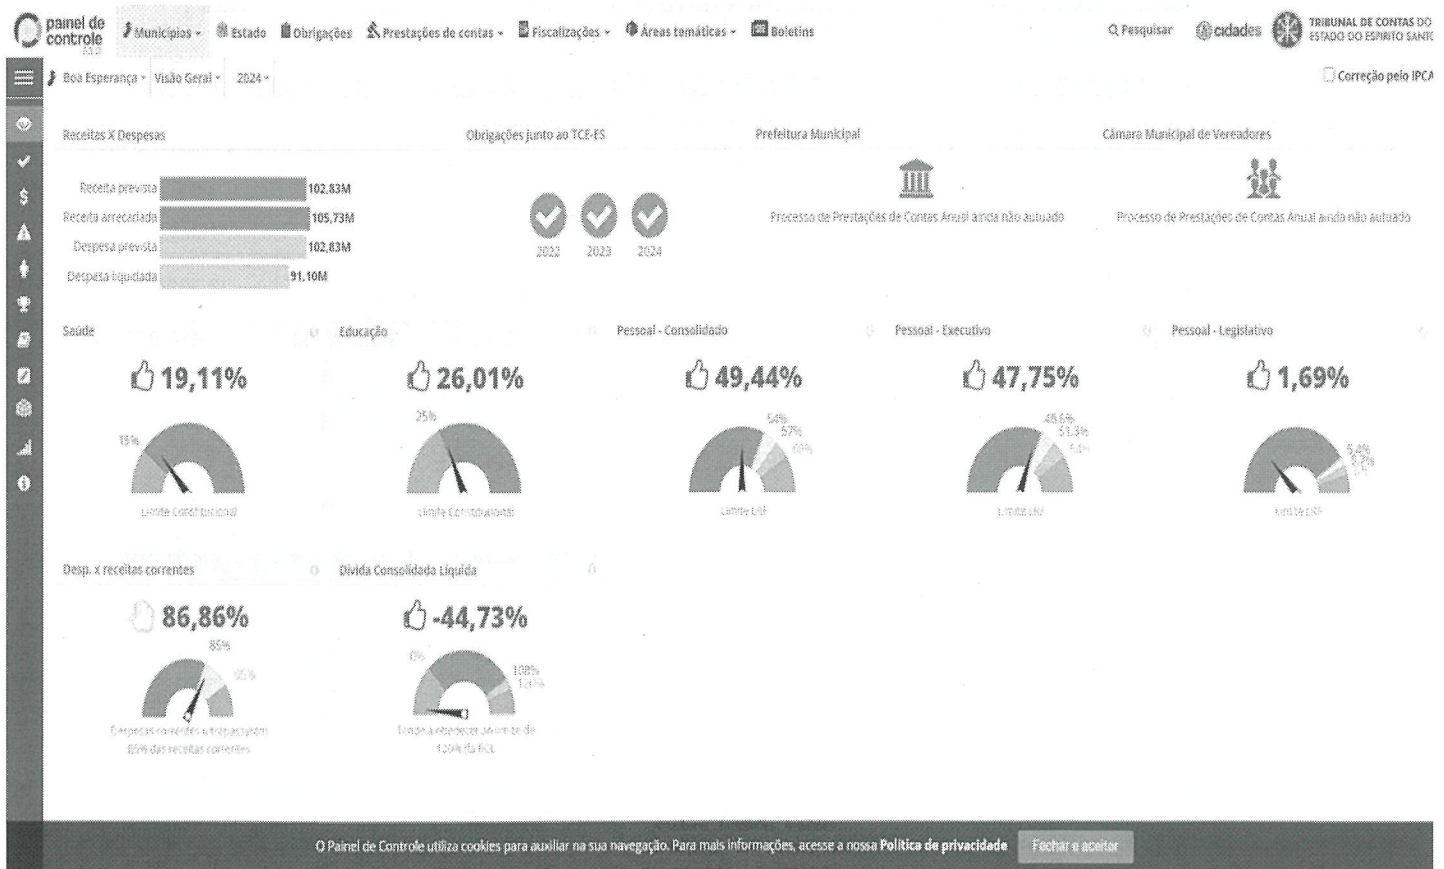 painel de
controle
Municípios
Estado
Obrigações
Prestações de contas
Fiscalizações
Áreas temáticas
Boletins
Pesquisar
cidades
TRIBUNAL DE CONTAS DO
ESTADO DO ESPÍRITO SANTO
Boa Esperança
Visão Geral
2024
Correção pelo IPCA
Receitas X Despesas
Receita prevista 102,83M
Receita arrecadada 105,73M
Despesa prevista 102,83M
Despesa liquidada 91,10M
Obrigações junto ao TCE-ES
2022 2023 2024
Prefeitura Municipal
Processo de Prestações de Contas Anual ainda não autuado
Câmara Municipal de Vereadores
Processo de Prestações de Contas Anual ainda não autuado
Saúde
19,11%
15%
Limite Constitucional
Educação
26,01%
25%
Limite Constitucional
Pessoal - Consolidado
49,44%
54%
57%
60%
Limite LRF
Pessoal - Executivo
47,75%
48,6%
51,3%
54%
Limite LRF
Pessoal - Legislativo
1,69%
5,4%
5,7%
Limite LRF
Desp. x receitas correntes
86,86%
85%
95%
Despesas correntes ultrapassaram
85% das receitas correntes
Dívida Consolidada Líquida
-44,73%
0%
108%
120%
120% da RCL
O Painel de Controle utiliza cookies para auxiliar na sua navegação. Para mais informações, acesse a nossa Política de privacidade
Fechar e aceitar